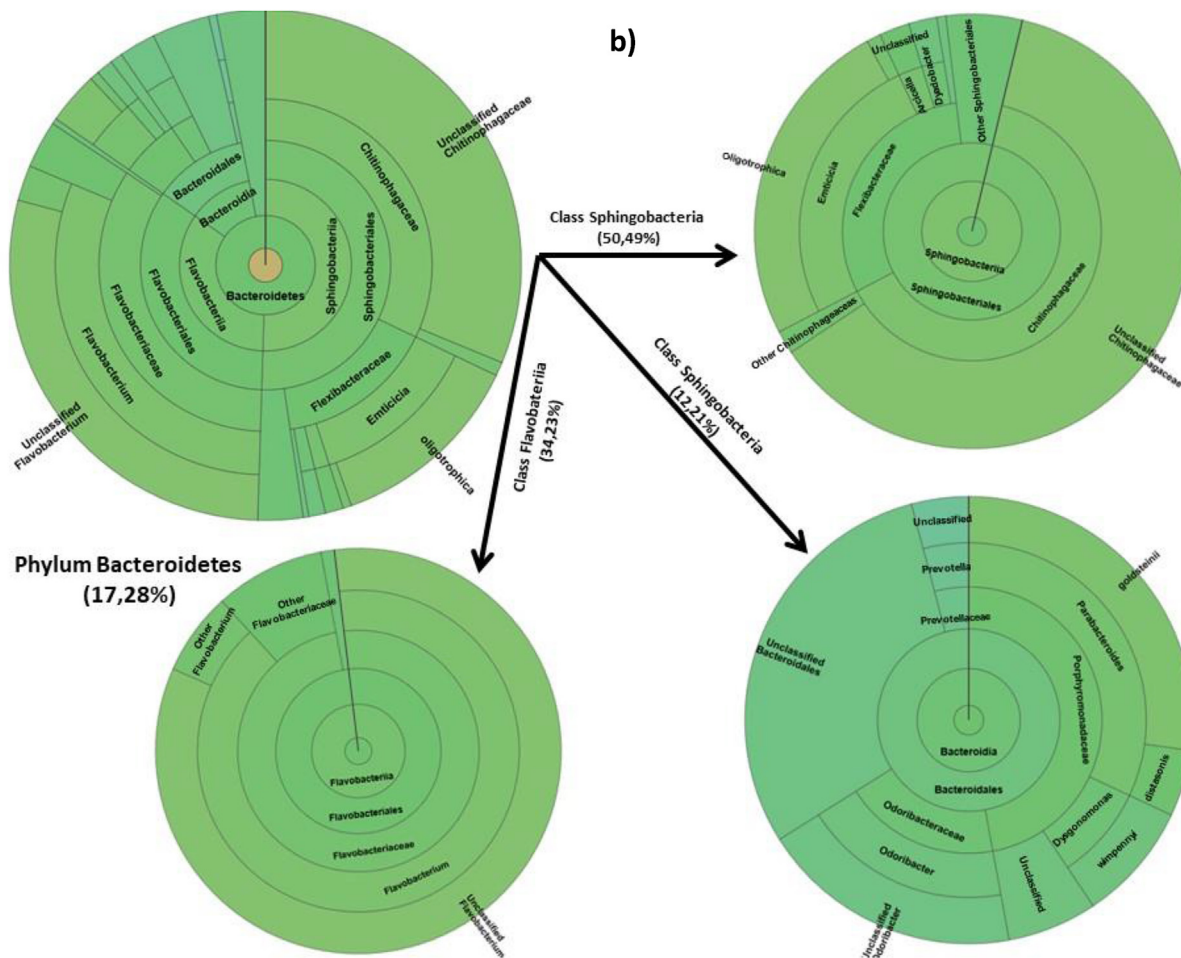 b)
Unclassified
Chitinophagaceae
Chitinophagaceae
Sphingobacteriales
Sphingobacteriia
Bacteroidetes
Bacteroidales
Bacteroidia
Flavobacteriia
Flavobacteriales
Flavobacteriaceae
Flavobacterium
Unclassified
Flavobacterium
Flexibacteraceae
Emticicia
oligotrophica
Class Sphingobacteria
(50,49%)
Class Flavobateriia
(34,23%)
Class Sphingobacteria
(12,21%)
Unclassified
Arcicella
Dyadobacter
Other Sphingobacteriales
Oligotrophica
Emticicia
Flexibacteraceae
Sphingobacteriia
Sphingobacteriales
Chitinophagaceae
Other Chitinophageaceas
Unclassified
Chitinophagaceae
Phylum Bacteroidetes
(17,28%)
Other
Flavobacterium
Other
Flavobacteriaceae
Flavobacteriia
Flavobacteriales
Flavobacteriaceae
Flavobacterium
Unclassified
Flavobacterium
Unclassified
Prevotella
Prevotellaceae
Unclassified
Bacteroidales
goldsteinii
Parabacteroides
Porphyromonadaceae
Bacteroidia
Bacteroidales
distasonis
Dysgonomonas
wimpennyi
Odoribacteraceae
Odoribacter
Unclassified
Unclassified
Odoribacter